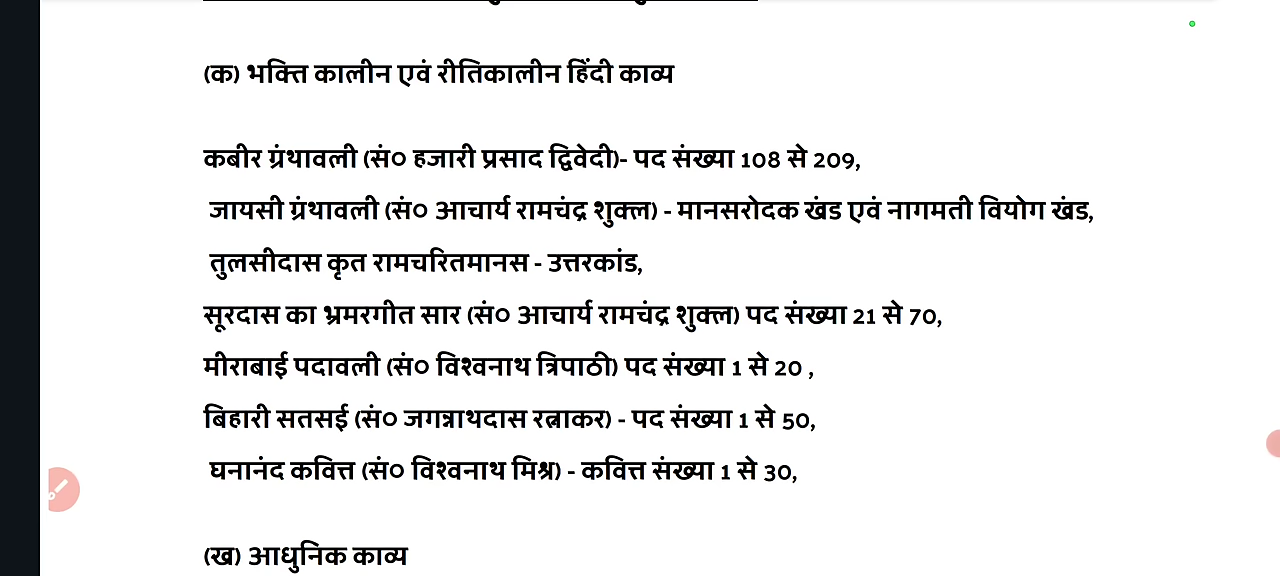 (क) भक्ति कालीन एवं रीतिकालीन हिंदी काव्य
कबीर ग्रंथावली (सं० हजारी प्रसाद द्विवेदी)- पद संख्या 108 से 209,
जायसी ग्रंथावली (सं० आचार्य रामचंद्र शुक्ल) - मानसरोदक खंड एवं नागमती वियोग खंड,
तुलसीदास कृत रामचरितमानस - उत्तरकांड,
सूरदास का भ्रमरगीत सार (सं० आचार्य रामचंद्र शुक्ल) पद संख्या 21 से 70,
मीराबाई पदावली (सं० विश्वनाथ त्रिपाठी) पद संख्या 1 से 20 ,
बिहारी सतसई (सं० जगन्नाथदास रत्नाकर) - पद संख्या 1 से 50,
घनानंद कवित्त (सं० विश्वनाथ मिश्र) - कवित्त संख्या 1 से 30,
(ख) आधुनिक काव्य